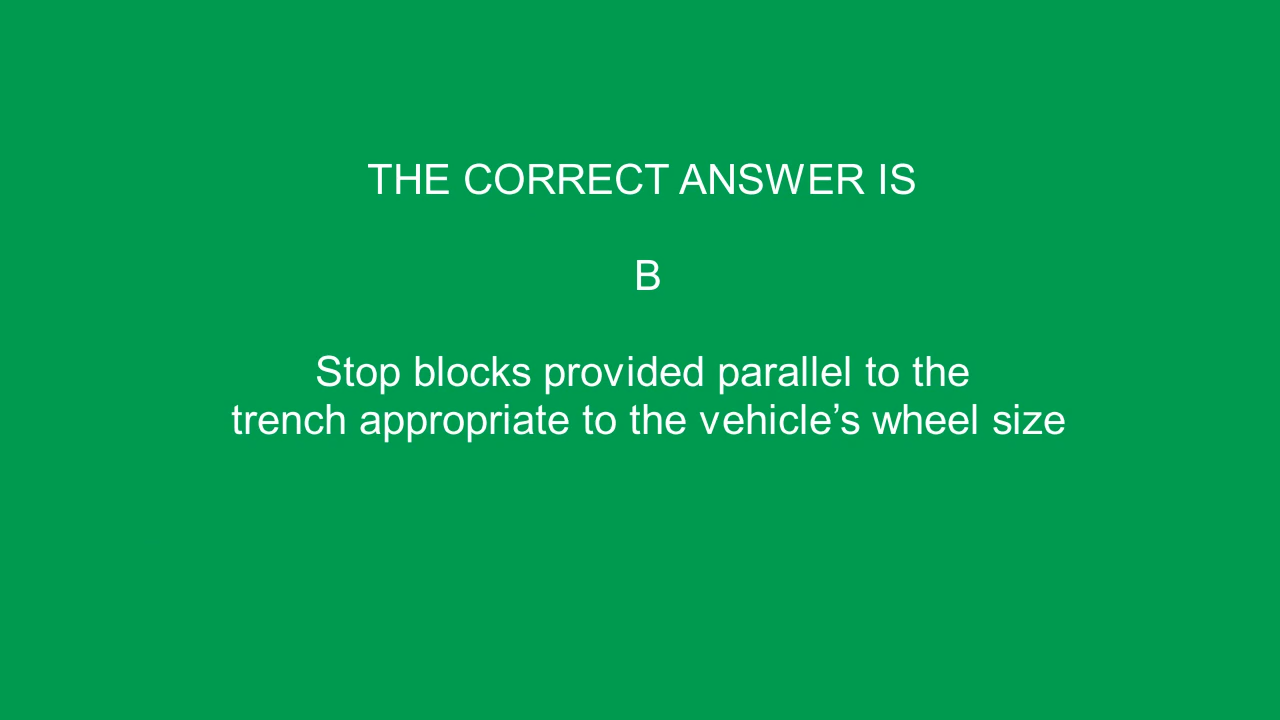 THE CORRECT ANSWER IS
B
Stop blocks provided parallel to the
trench appropriate to the vehicle’s wheel size